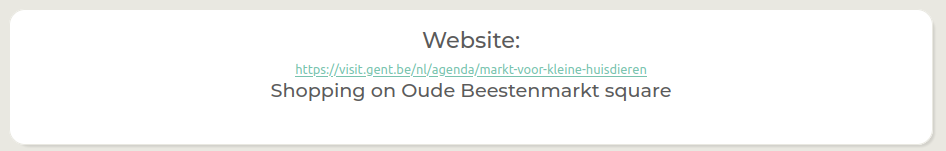 Website:
https://visit.gent.be/nl/agenda/markt-voor-kleine-huisdieren
Shopping on Oude Beestenmarkt square